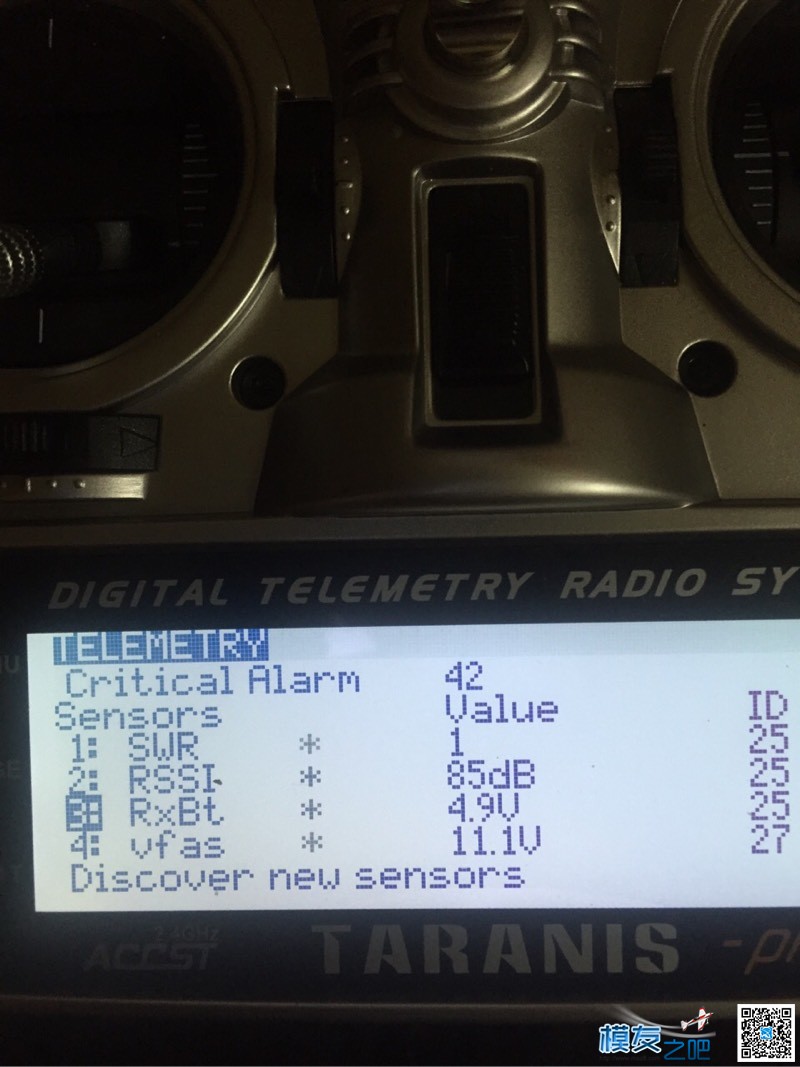 DIGITAL TELEMETRY RADIO SY
TELEMETRY
Critical Alarm 42
Sensors Value ID
1: SWR * 1 25
2: RSSI * 85dB 25
3: RxBt * 4.9V 25
4: vfas * 11.1V 27
Discover new sensors
2.4GHz
ACCST
TARANIS -p
模友之吧